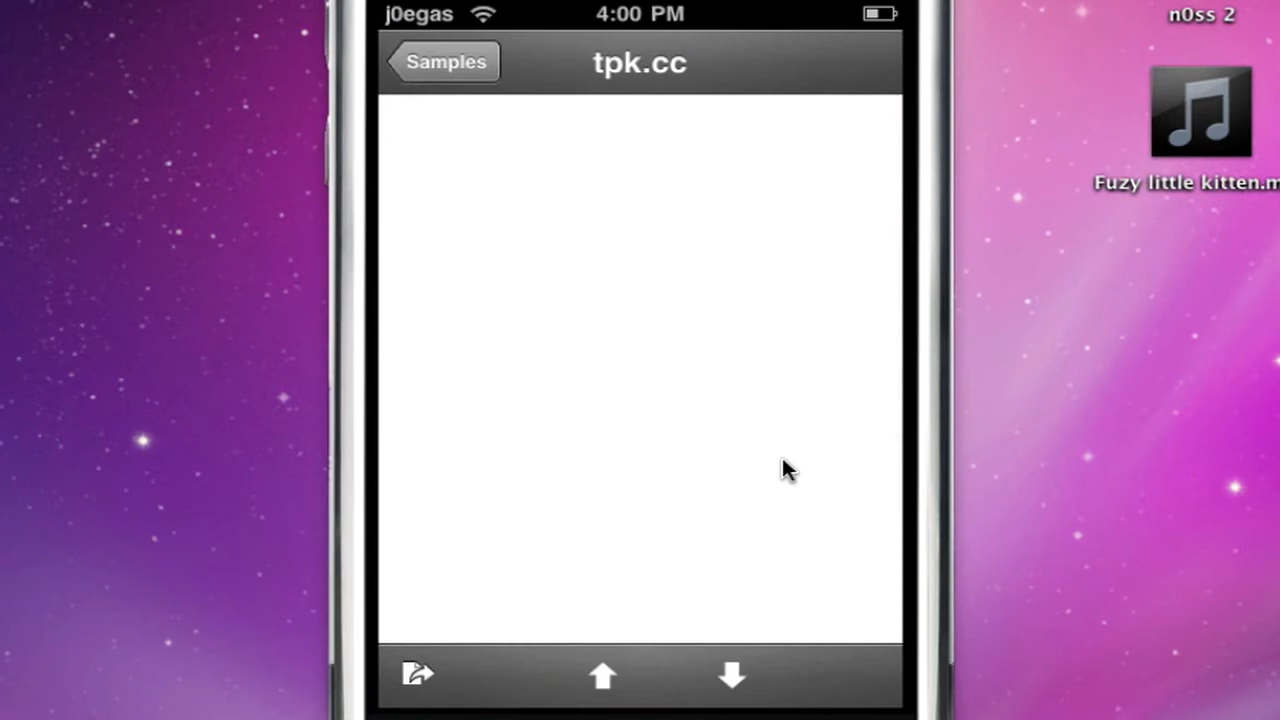 j0egas
4:00 PM
n0ss 2
Samples
tpk.cc
Fuzy little kitten.m